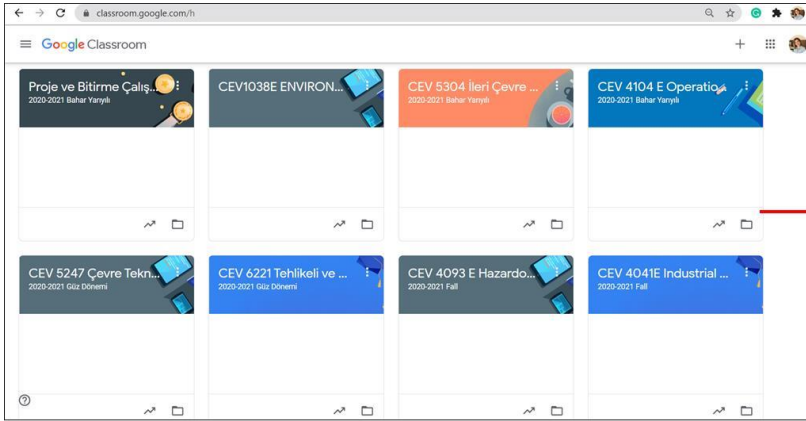 classroom.google.com/h
Google Classroom
Proje ve Bitirme Çalış...
2020-2021 Bahar Yarıyılı
CEV1038E ENVIRON...
CEV 5304 İleri Çevre ...
2020-2021 Bahar Yarıyılı
CEV 4104 E Operatio...
2020-2021 Bahar Yarıyılı
CEV 5247 Çevre Tekn...
2020-2021 Güz Dönemi
CEV 6221 Tehlikeli ve ...
2020-2021 Güz Dönemi
CEV 4093 E Hazardo...
2020-2021 Fall
CEV 4041E Industrial ...
2020-2021 Fall